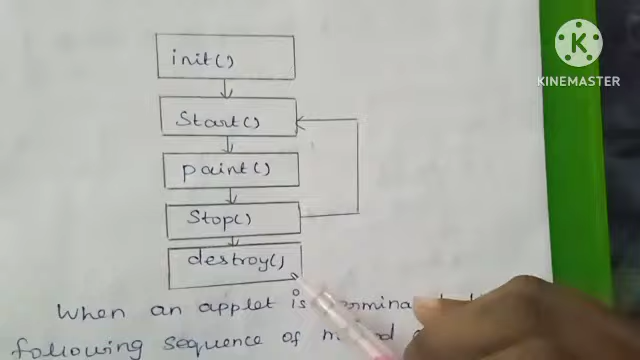 init()
Start()
paint()
Stop()
destroy()
When an applet is
following sequence of
K
KINEMASTER